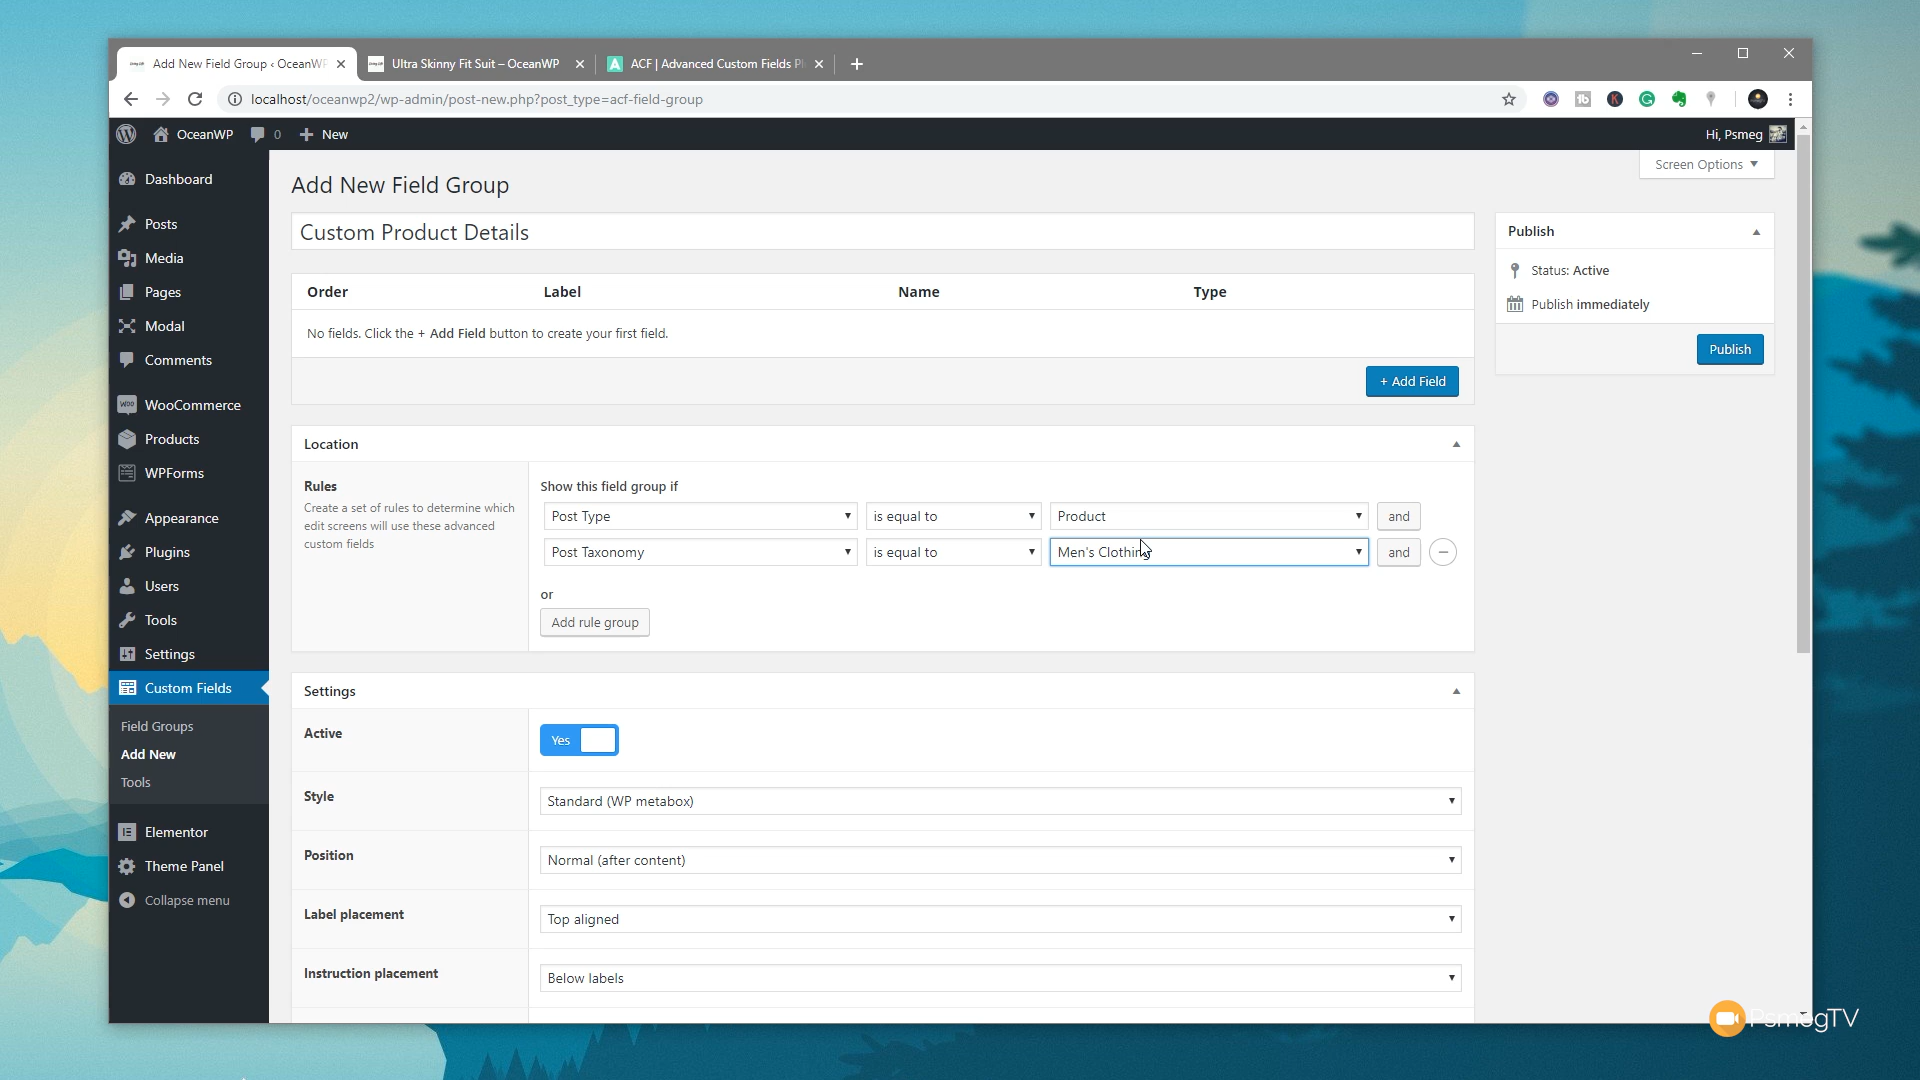 Add New Field Group ‹ OceanWP
Ultra Skinny Fit Suit – OceanWP
ACF | Advanced Custom Fields Pl
localhost/oceanwp2/wp-admin/post-new.php?post_type=acf-field-group
OceanWP 0 New
Hi, Psmeg
Screen Options
Dashboard
Posts
Media
Pages
Modal
Comments
WooCommerce
Products
WPForms
Appearance
Plugins
Users
Tools
Settings
Custom Fields
Field Groups
Add New
Tools
Elementor
Theme Panel
Collapse menu
Add New Field Group
Custom Product Details
Order Label Name Type
No fields. Click the + Add Field button to create your first field.
+ Add Field
Location
Rules
Create a set of rules to determine which
edit screens will use these advanced
custom fields
Show this field group if
Post Type is equal to Product and
Post Taxonomy is equal to Men's Clothing and
or
Add rule group
Settings
Active Yes
Style Standard (WP metabox)
Position Normal (after content)
Label placement Top aligned
Instruction placement Below labels
Publish
Status: Active
Publish immediately
Publish
PsmegTV